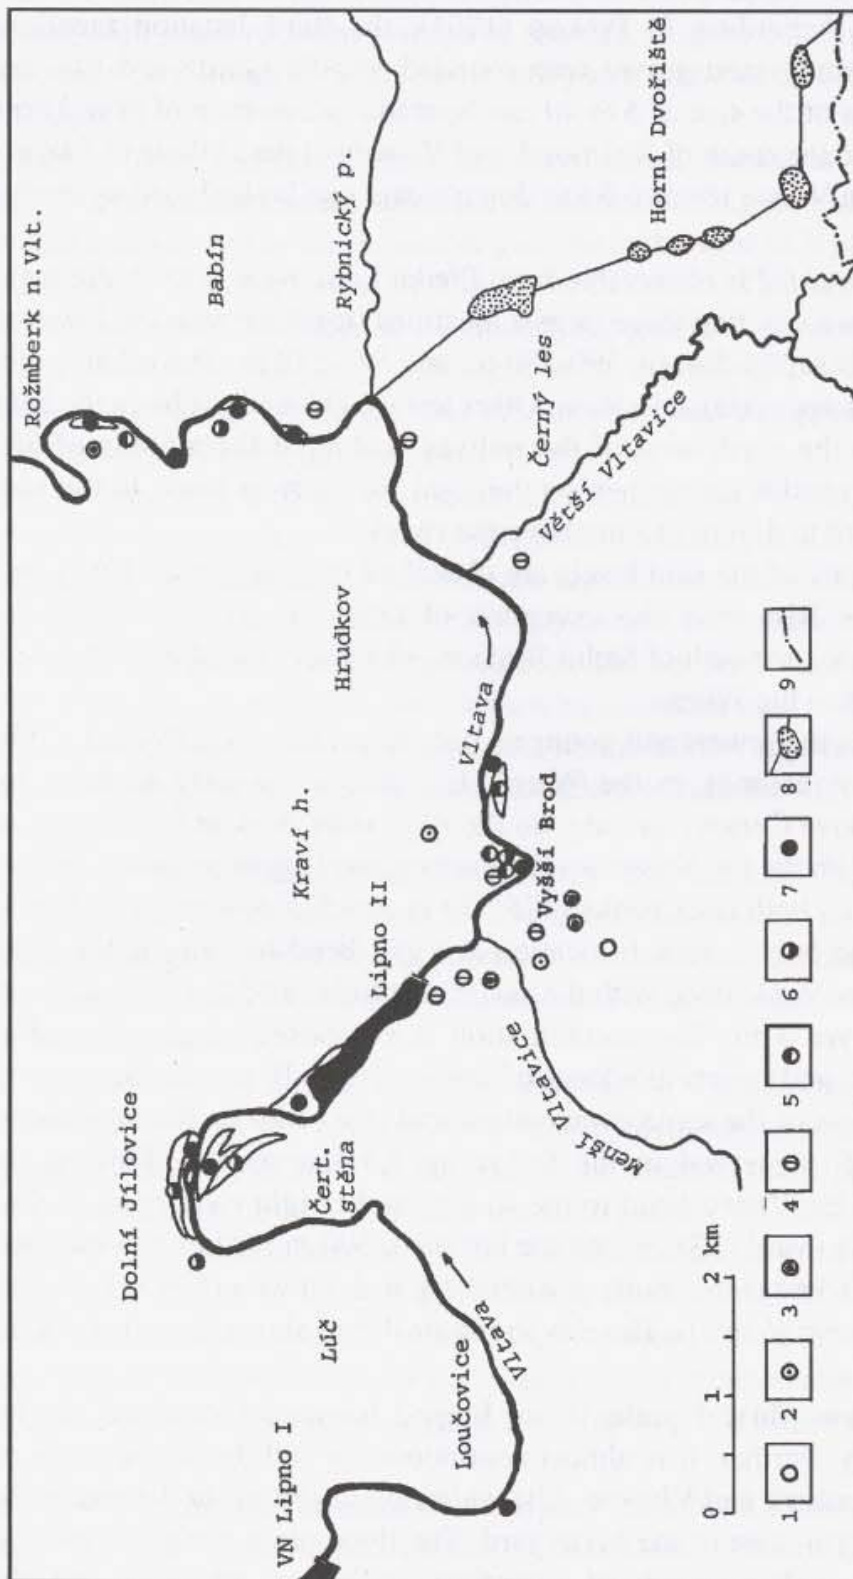 Rožmberk n.Vlt.
Babín
Rybnický p.
Horní Dvořiště
Černý les
Větší Vltavice
Hrudkov
Vltava
Kraví h.
Vyšší Brod
Lipno II
Menší Vltavice
Dolní Jílovice
Čert.
stěna
Lúč
Vltava
Loučovice
VN Lipno I
0 1 2 km
1 2 3 4 5 6 7 8 9